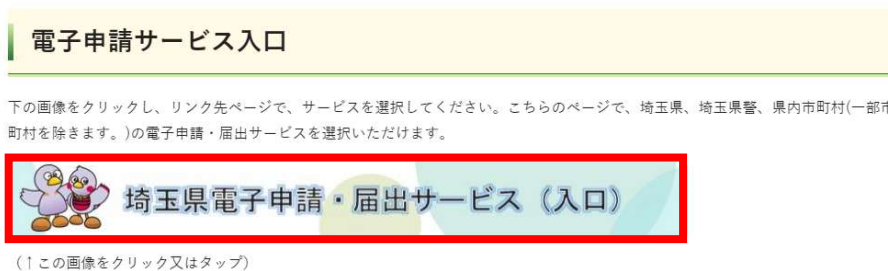 電子申請サービス入口
下の画像をクリックし、リンク先ページで、サービスを選択してください。こちらのページで、埼玉県、埼玉県警、県内市町村(一部市
町村を除きます。)の電子申請・届出サービスを選択いただけます。
埼玉県電子申請・届出サービス（入口）
(↑この画像をクリック又はタップ)